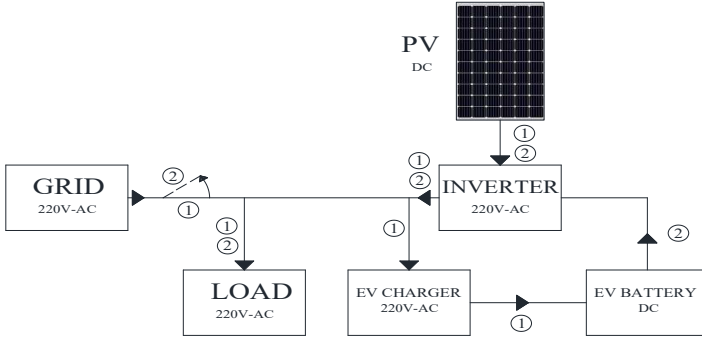 PV
DC
①
②
GRID
220V-AC
②
①
①
②
INVERTER
220V-AC
①
②
①
②
LOAD
220V-AC
EV CHARGER
220V-AC
①
EV BATTERY
DC